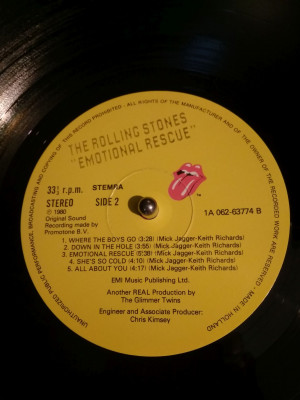 ALL RIGHTS OF THE MANUFACTURER AND OF THE OWNER OF THE RECORDED WORK ARE RESERVED - MADE IN HOLLAND
UNAUTHORIZED PUBLIC PERFORMANCE, BROADCASTING AND COPYING OF THIS RECORD PROHIBITED -
THE ROLLING STONES
"EMOTIONAL RESCUE"
33⅓ r.p.m. STEMRA
STEREO SIDE 2
℗ 1980 1A 062-63774 B
Original Sound
Recording made by
Promotone B.V.
1 WHERE THE BOYS GO (3:28) (Mick Jagger-Keith Richards)
2 DOWN IN THE HOLE (3:55) (Mick Jagger-Keith Richards)
3 EMOTIONAL RESCUE (5:38) (Mick Jagger-Keith Richards)
4 SHE'S SO COLD (4:10) (Mick Jagger-Keith Richards)
5 ALL ABOUT YOU (4:17) (Mick Jagger-Keith Richards)
EMI Music Publishing Ltd.
Another REAL Production by
The Glimmer Twins
Engineer and Associate Producer:
Chris Kimsey